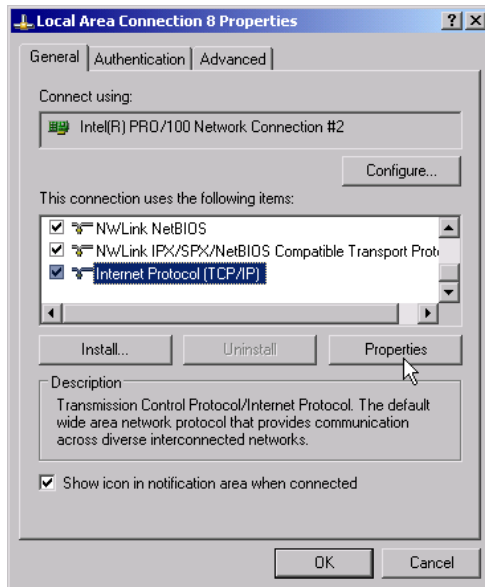 Local Area Connection 8 Properties
General Authentication Advanced
Connect using:
Intel(R) PRO/100 Network Connection #2
Configure...
This connection uses the following items:
NWLink NetBIOS
NWLink IPX/SPX/NetBIOS Compatible Transport Proto
Internet Protocol (TCP/IP)
Install... Uninstall Properties
Description
Transmission Control Protocol/Internet Protocol. The default
wide area network protocol that provides communication
across diverse interconnected networks.
Show icon in notification area when connected
OK Cancel